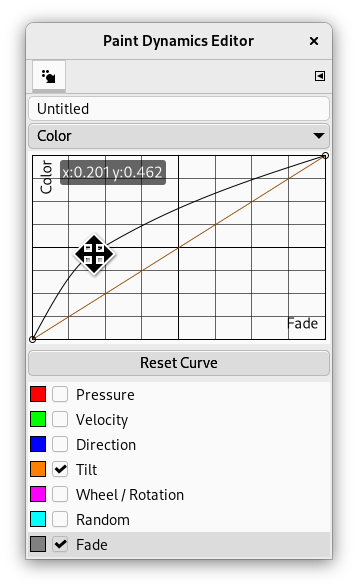 Paint Dynamics Editor
Untitled
Color
Color
x:0.201 y:0.462
Fade
Reset Curve
Pressure
Velocity
Direction
Tilt
Wheel / Rotation
Random
Fade